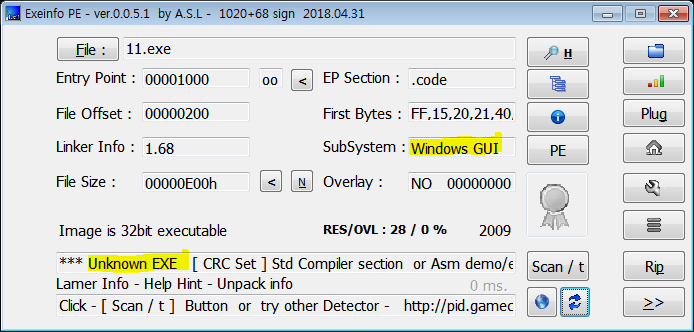 Exeinfo PE - ver.0.0.5.1 by A.S.L - 1020+68 sign 2018.04.31
File : 11.exe H
Entry Point : 00001000 oo < EP Section : .code
File Offset : 00000200 First Bytes : FF,15,20,21,40, Plug
Linker Info : 1.68 SubSystem : Windows GUI PE
File Size : 00000E00h < N Overlay : NO 00000000
Image is 32bit executable RES/OVL : 28 / 0 % 2009
*** Unknown EXE [ CRC Set ] Std Compiler section or Asm demo/e Scan / t Rip
Lamer Info - Help Hint - Unpack info 0 ms.
Click - [ Scan / t ] Button or try other Detector - http://pid.gamec >>